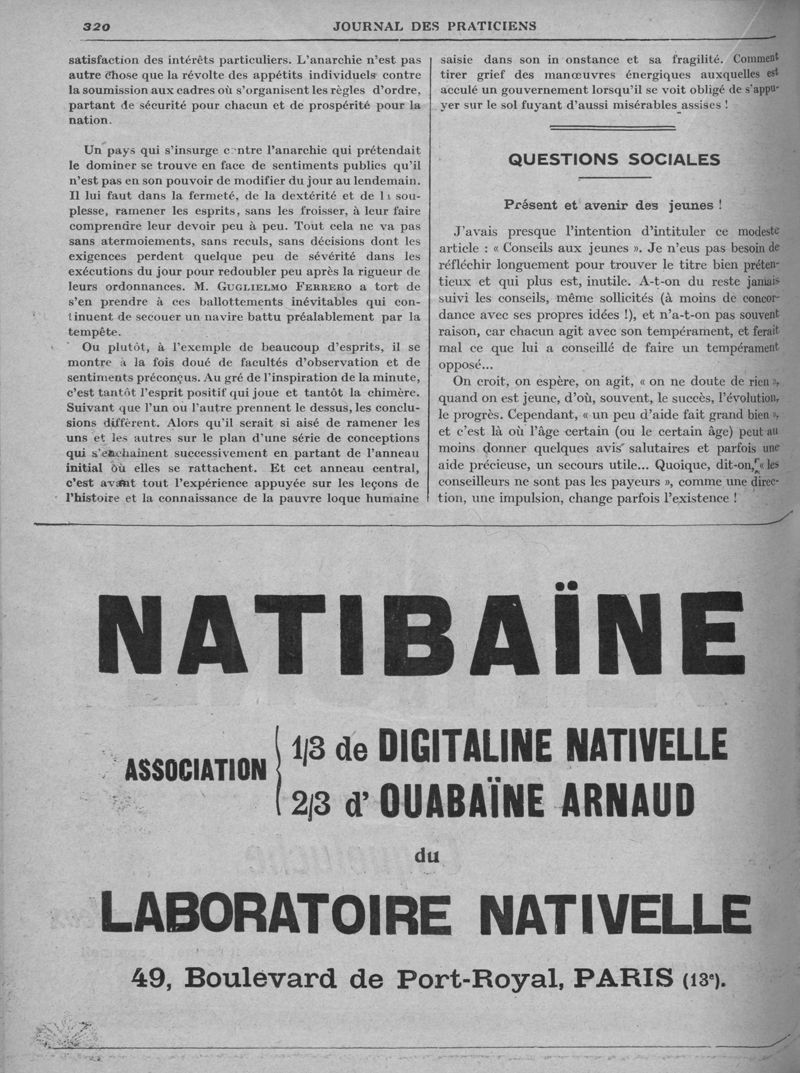 320 JOURNAL DES PRATICIENS
satisfaction des intérêts particuliers. L'anarchie n'est pas
autre chose que la révolte des appétits individuels contre
la soumission aux cadres où s'organisent les règles d'ordre,
partant de sécurité pour chacun et de prospérité pour la
nation.
Un pays qui s'insurge contre l'anarchie qui prétendait
le dominer se trouve en face de sentiments publics qu'il
n'est pas en son pouvoir de modifier du jour au lendemain.
Il lui faut dans la fermeté, de la dextérité et de la sou-
plesse, ramener les esprits, sans les froisser, à leur faire
comprendre leur devoir peu à peu. Tout cela ne va pas
sans atermoiements, sans reculs, sans décisions dont les
exigences perdent quelque peu de sévérité dans les
exécutions du jour pour redoubler peu après la rigueur de
leurs ordonnances. M. GUGLIELMO FERRERO a tort de
s'en prendre à ces ballottements inévitables qui con-
tinuent de secouer un navire battu préalablement par la
tempête.
Ou plutôt, à l'exemple de beaucoup d'esprits, il se
montre à la fois doué de facultés d'observation et de
sentiments préconçus. Au gré de l'inspiration de la minute,
c'est tantôt l'esprit positif qui joue et tantôt la chimère.
Suivant que l'un ou l'autre prennent le dessus, les conclu-
sions diffèrent. Alors qu'il serait si aisé de ramener les
uns et les autres sur le plan d'une série de conceptions
qui s'enchaînent successivement en partant de l'anneau
initial où elles se rattachent. Et cet anneau central,
c'est avant tout l'expérience appuyée sur les leçons de
l'histoire et la connaissance de la pauvre loque humaine
saisie dans son in onstance et sa fragilité. Comment
tirer grief des manœuvres énergiques auxquelles est
acculé un gouvernement lorsqu'il se voit obligé de s'appu-
yer sur le sol fuyant d'aussi misérables assises !
QUESTIONS SOCIALES
Présent et avenir des jeunes !
J'avais presque l'intention d'intituler ce modeste
article : « Conseils aux jeunes ». Je n'eus pas besoin de
réfléchir longuement pour trouver le titre bien préten-
tieux et qui plus est, inutile. A-t-on du reste jamais
suivi les conseils, même sollicités (à moins de concor-
dance avec ses propres idées !), et n'a-t-on pas souvent
raison, car chacun agit avec son tempérament, et ferait
mal ce que lui a conseillé de faire un tempérament
opposé...
On croit, on espère, on agit, « on ne doute de rien »,
quand on est jeune, d'où, souvent, le succès, l'évolution,
le progrès. Cependant, « un peu d'aide fait grand bien »,
et c'est là où l'âge certain (ou le certain âge) peut au
moins donner quelques avis salutaires et parfois une
aide précieuse, un secours utile... Quoique, dit-on, « les
conseilleurs ne sont pas les payeurs », comme une direc-
tion, une impulsion, change parfois l'existence !
NATIBAÏNE
ASSOCIATION
1/3 de DIGITALINE NATIVELLE
2/3 d' OUABAÏNE ARNAUD
du
LABORATOIRE NATIVELLE
49, Boulevard de Port-Royal, PARIS (13e).